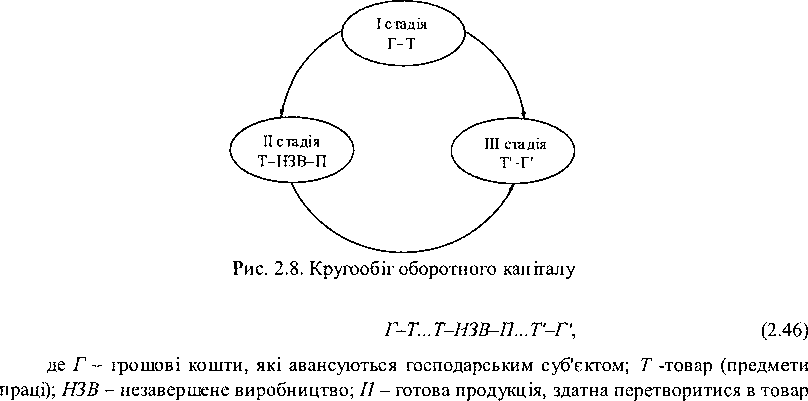 І стадія
Г–Т
ІІ стадія
Т–НЗВ–П
ІІІ стадія
Т'-Г'
Рис. 2.8. Кругообіг оборотного капіталу
Г–Т...Т–НЗВ–П...Т'–Г', (2.46)
де Г – грошові кошти, які авансуються господарським суб'єктом; Т -товар (предмети
праці); НЗВ – незавершене виробництво; П – готова продукція, здатна перетворитися в товар